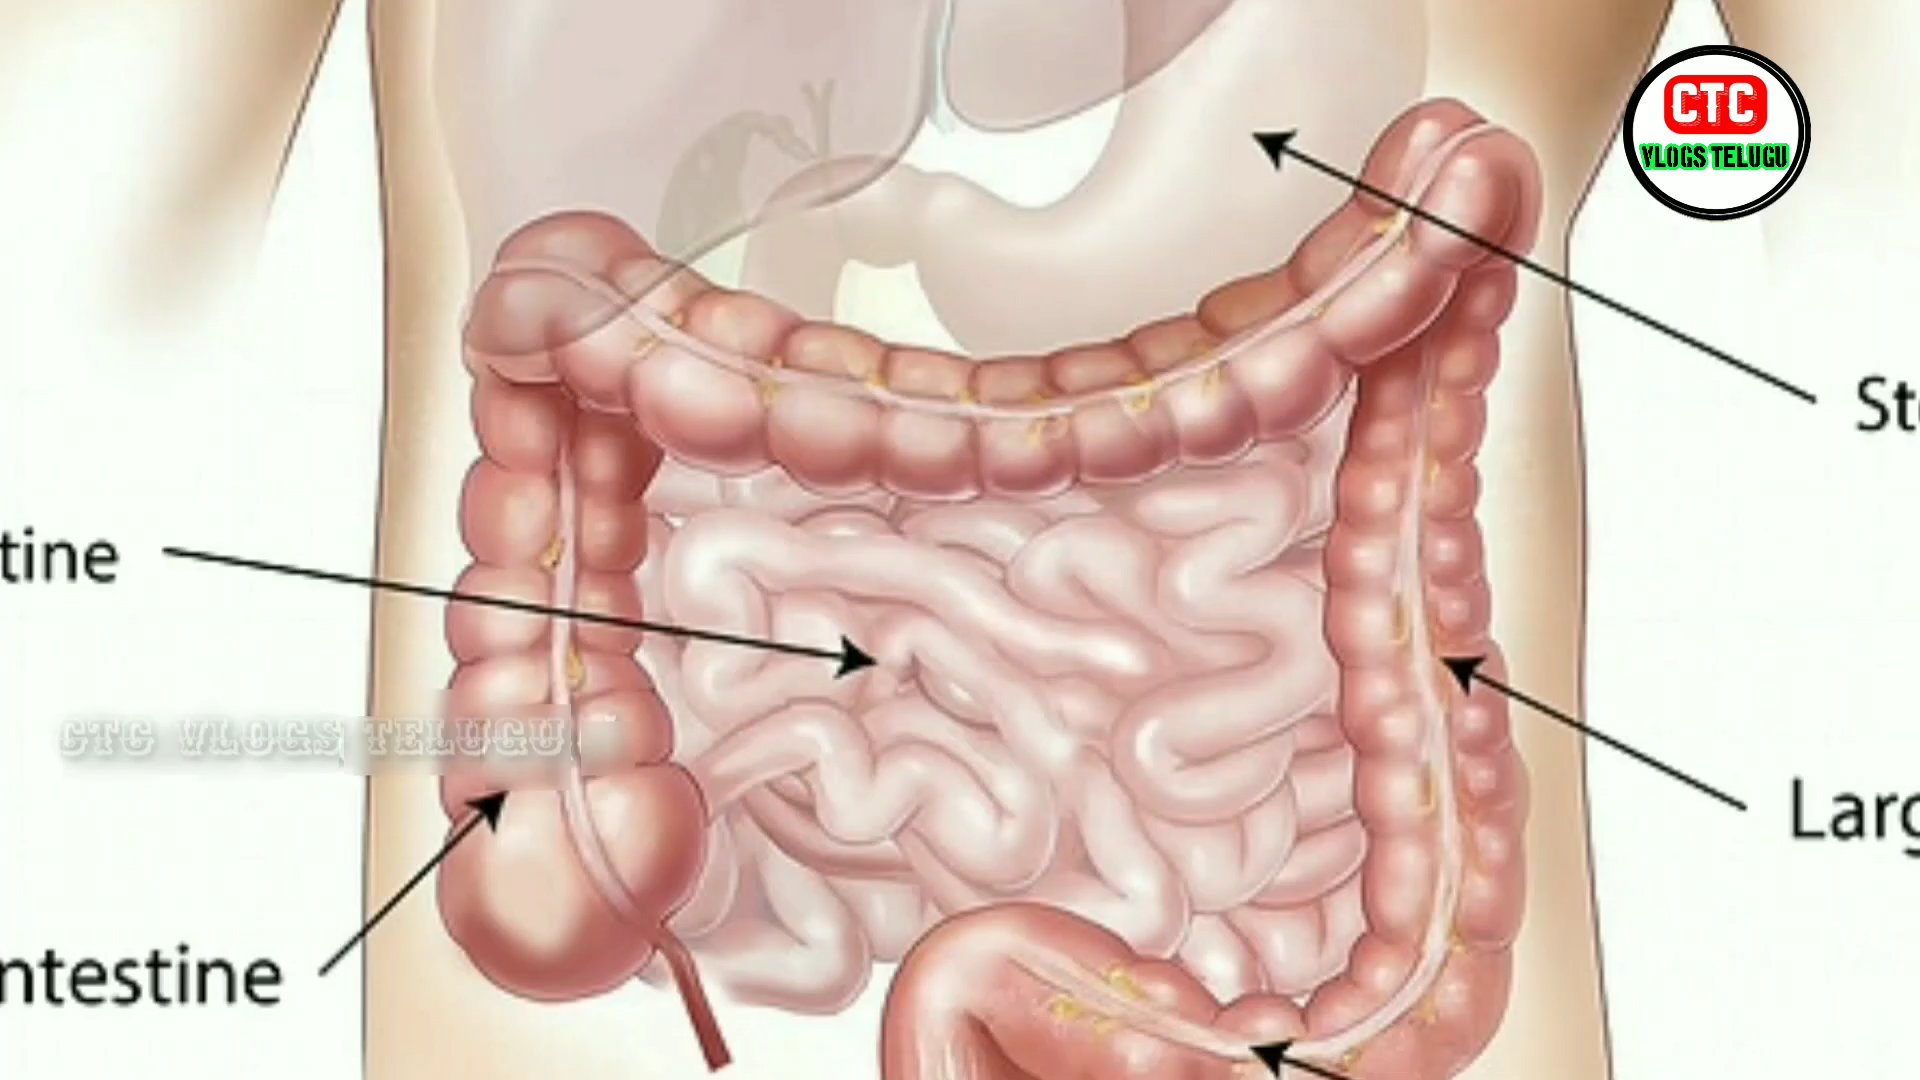 CTC
VLOGS TELUGU
St
tine
CTC VLOGS TELUGU
Larg
ntestine